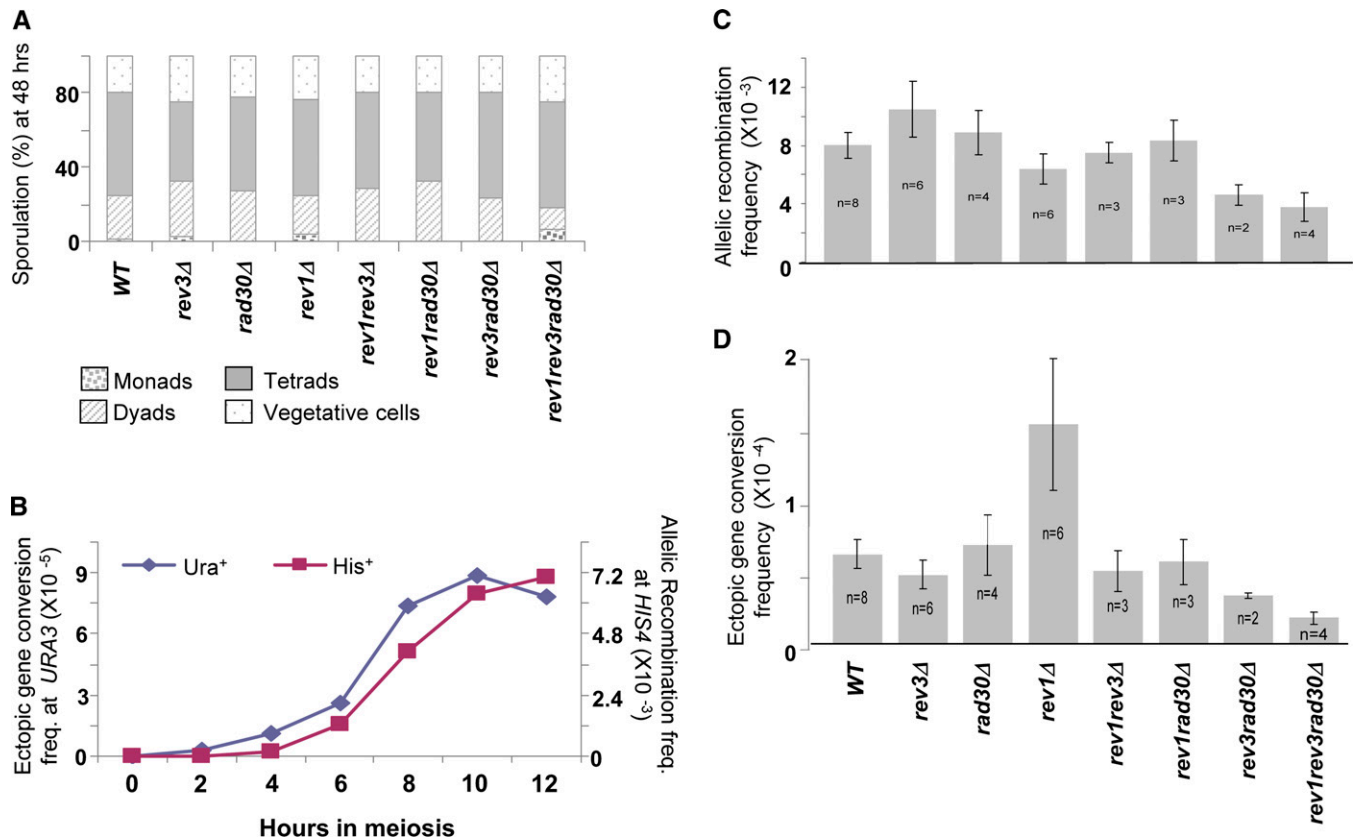 A
Sporulation (%) at 48 hrs
80
40
0
WT
rev3Δ
rad30Δ
rev1Δ
rev1rev3Δ
rev1rad30Δ
rev3rad30Δ
rev1rev3rad30Δ
Monads
Tetrads
Dyads
Vegetative cells
B
Ectopic gene conversion
freq. at URA3 (X10 -5)
9
6
3
0
Ura+
His+
7.2
4.8
2.4
0
Allelic Recombination freq.
at HIS4 (X10 -3)
0 2 4 6 8 10 12
Hours in meiosis
C
Allelic recombination
frequency (X10 -3)
12
8
4
0
n=8
n=6
n=4
n=6
n=3
n=3
n=2
n=4
D
Ectopic gene conversion
frequency (X10 -4)
2
1
0
n=8
n=6
n=4
n=6
n=3
n=3
n=2
n=4
WT
rev3Δ
rad30Δ
rev1Δ
rev1rev3Δ
rev1rad30Δ
rev3rad30Δ
rev1rev3rad30Δ